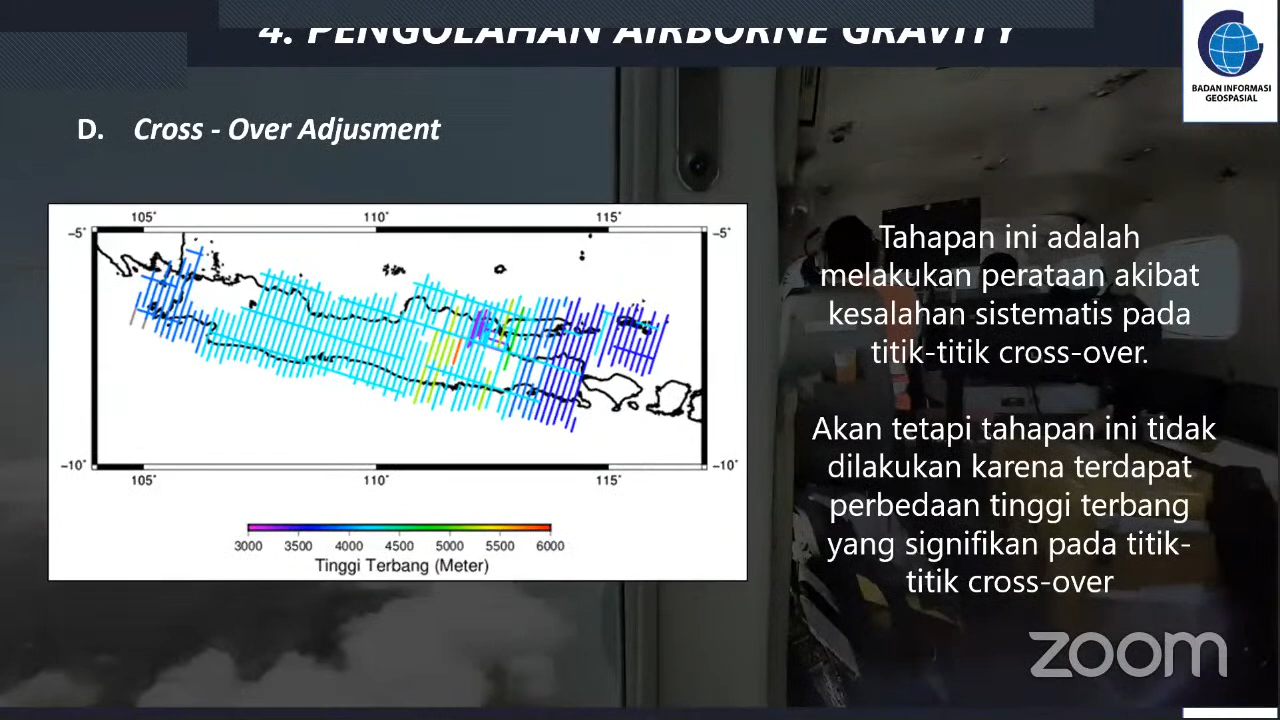 4. PENGOLAHAN AIRBORNE GRAVITY
BADAN INFORMASI
GEOSPASIAL
D. Cross - Over Adjusment
105° 110° 115°
−5° −5°
−10° −10°
105° 110° 115°
3000 3500 4000 4500 5000 5500 6000
Tinggi Terbang (Meter)
Tahapan ini adalah
melakukan perataan akibat
kesalahan sistematis pada
titik-titik cross-over.
Akan tetapi tahapan ini tidak
dilakukan karena terdapat
perbedaan tinggi terbang
yang signifikan pada titik-
titik cross-over
zoom